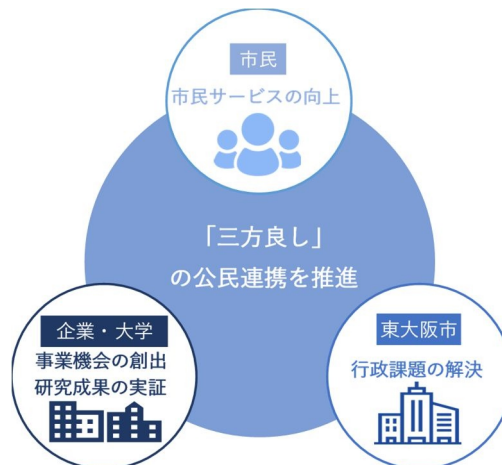 市民
市民サービスの向上
「三方良し」
の公民連携を推進
企業・大学
事業機会の創出
研究成果の実証
東大阪市
行政課題の解決